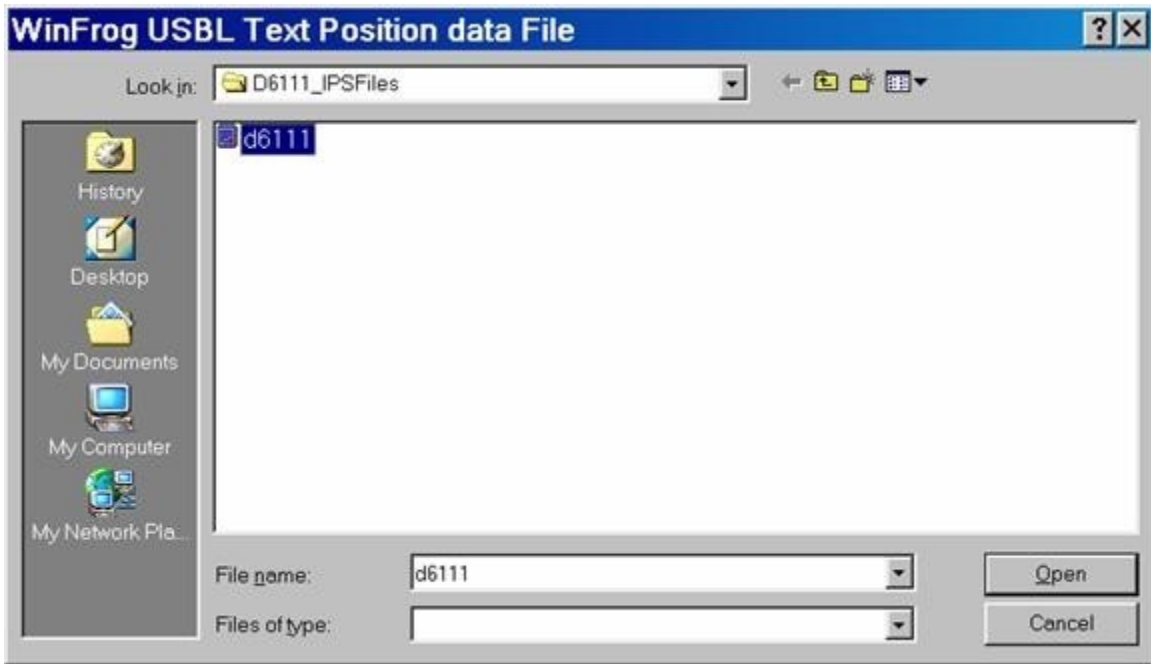 WinFrog USBL Text Position data File
Look in: D6111_IPSFiles
d6111
History
Desktop
My Documents
My Computer
My Network Pla...
File name: d6111 Open
Files of type: Cancel